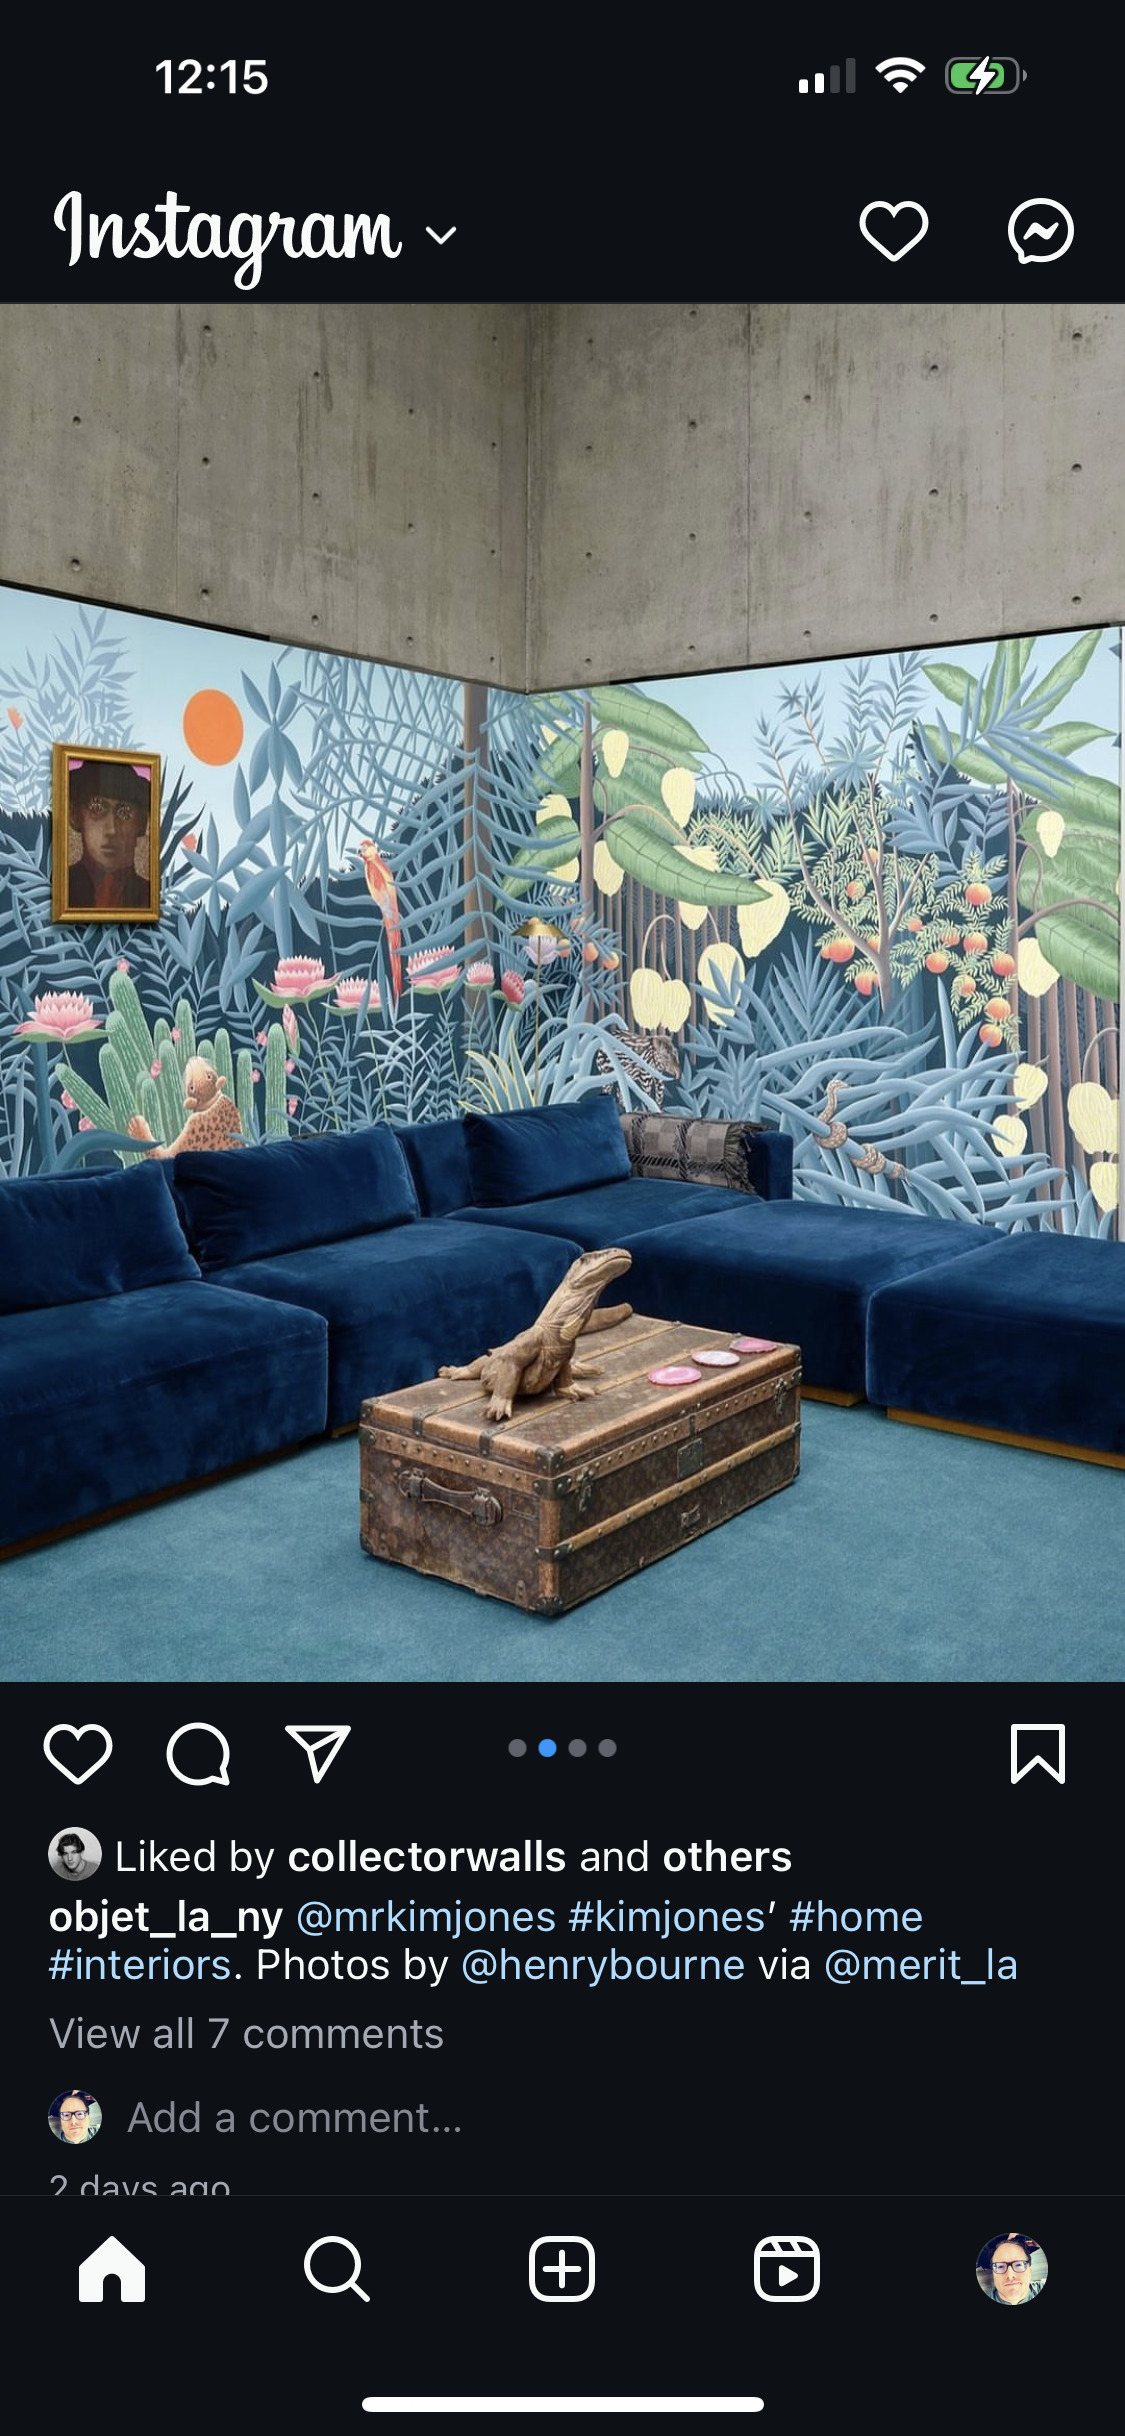 12:15
Instagram
Liked by collectorwalls and others
objet_la_ny @mrkimjones #kimjones’ #home
#interiors. Photos by @henrybourne via @merit_la
View all 7 comments
Add a comment...
2 days ago